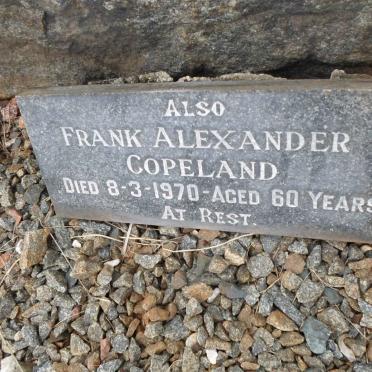 ALSO
FRANK ALEXANDER
COPELAND
DIED 8-3-1970-AGED 60 YEARS
AT REST.